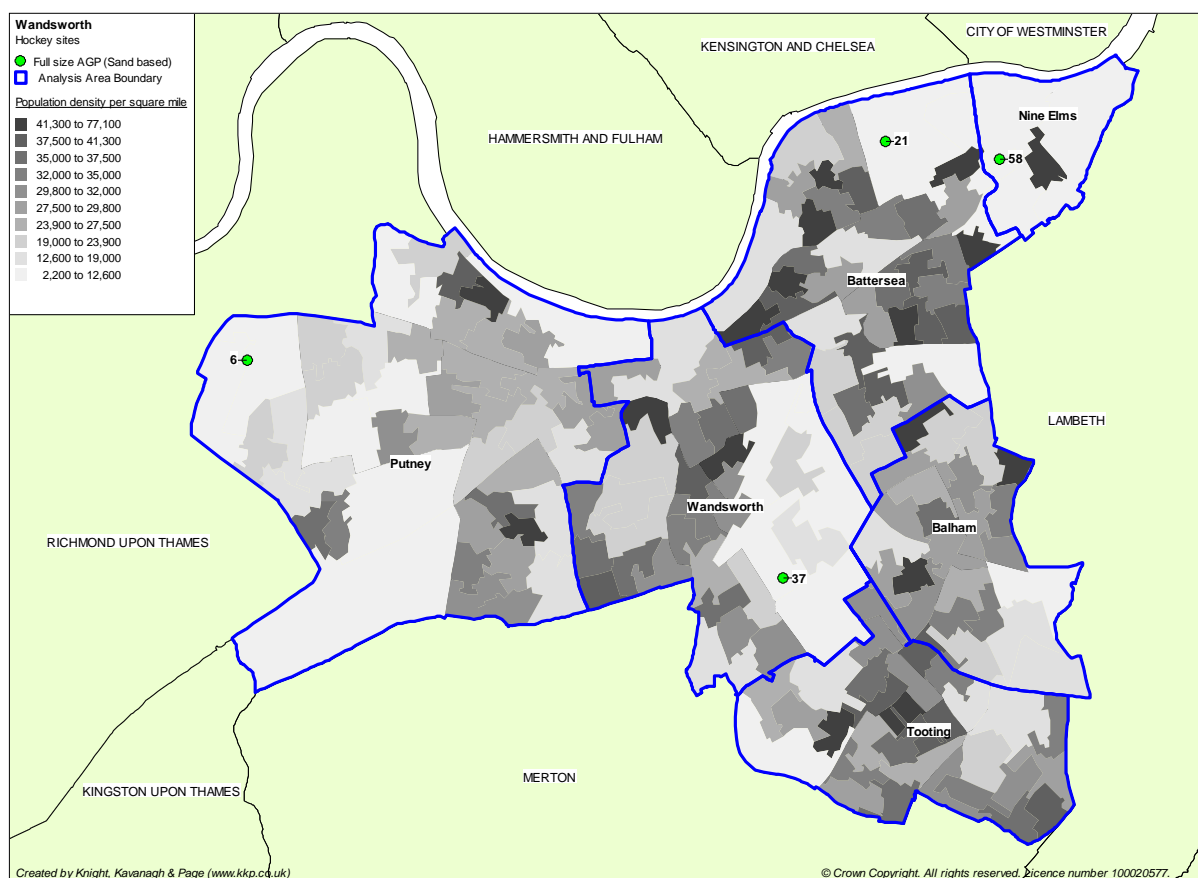 Wandsworth
Hockey sites
Full size AGP (Sand based)
Analysis Area Boundary
Population density per square mile
41,300 to 77,100
37,500 to 41,300
35,000 to 37,500
32,000 to 35,000
29,800 to 32,000
27,500 to 29,800
23,900 to 27,500
19,000 to 23,900
12,600 to 19,000
2,200 to 12,600
CITY OF WESTMINSTER
KENSINGTON AND CHELSEA
HAMMERSMITH AND FULHAM
Nine Elms
21
58
Battersea
6
LAMBETH
Putney
Wandsworth
Balham
RICHMOND UPON THAMES
37
Tooting
MERTON
KINGSTON UPON THAMES
Created by Knight, Kavanagh & Page (www.kkp.co.uk)
© Crown Copyright. All rights reserved. Licence number 100020577.